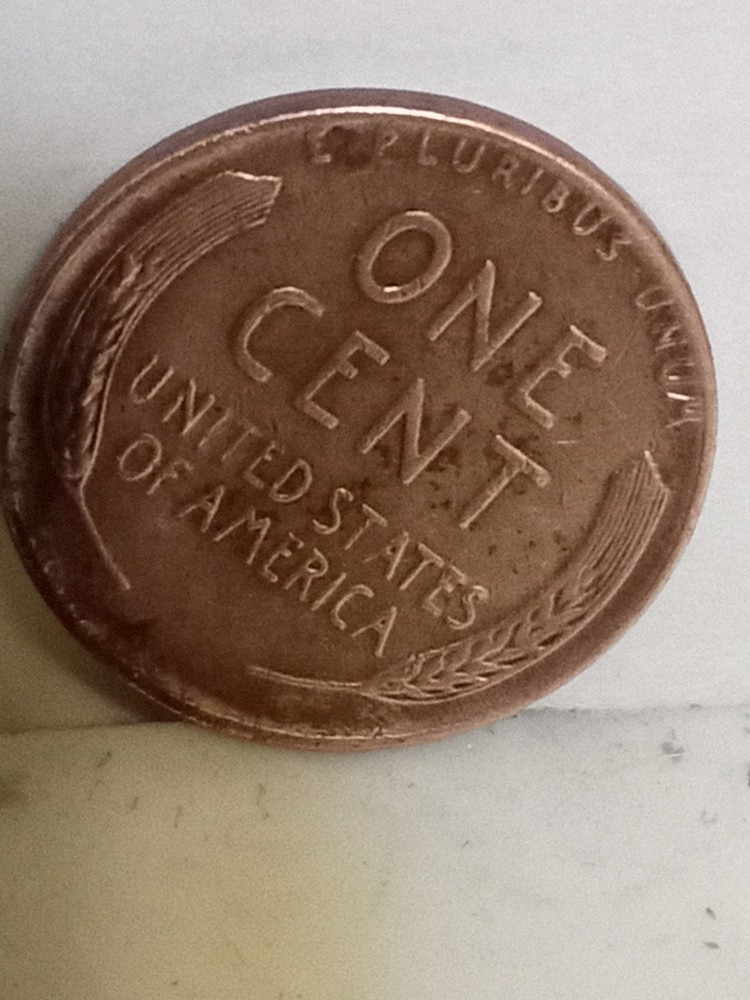 E PLURIBUS UNUM
ONE
CENT
UNITED STATES
OF AMERICA